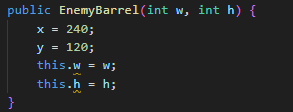 public EnemyBarrel(int w, int h) {
x = 240;
y = 120;
this.w = w;
this.h = h;
}